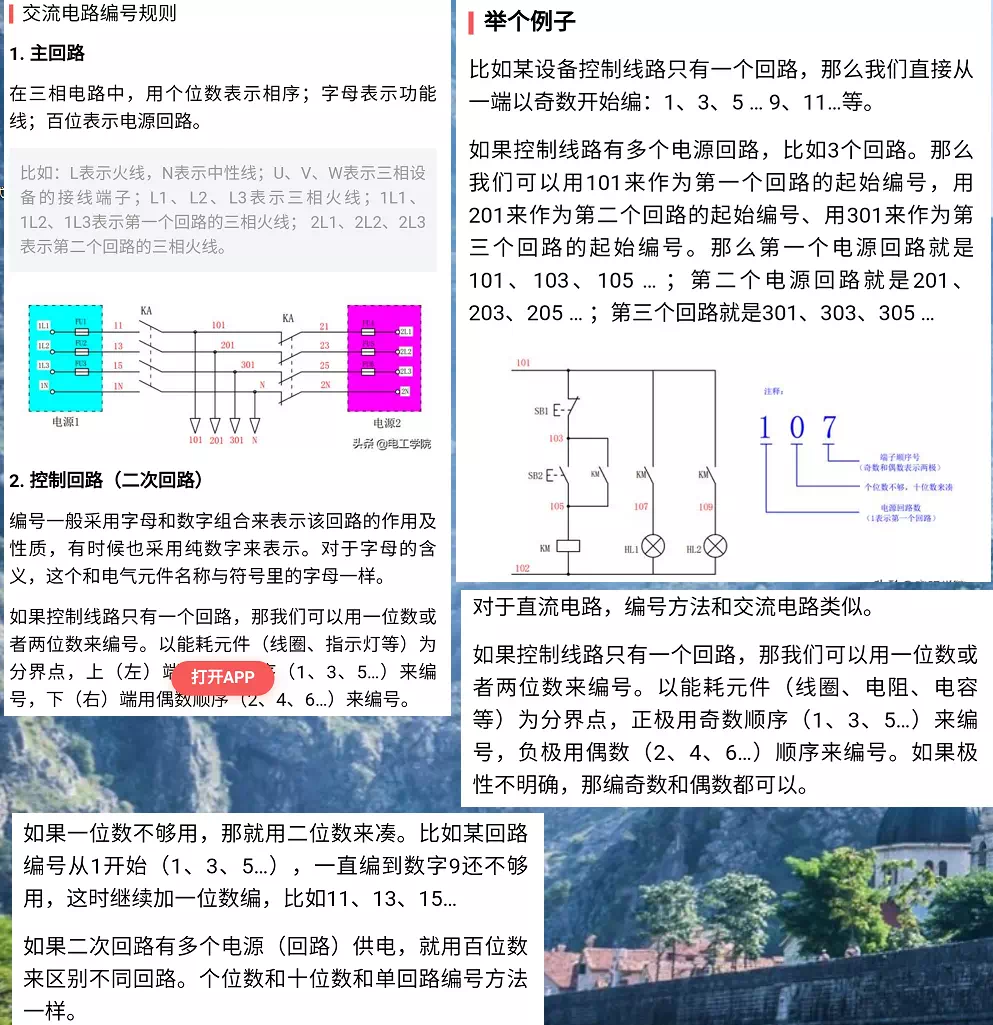 交流电路编号规则
1. 主回路
在三相电路中，用个位数表示相序；字母表示功能
线；百位表示电源回路。
比如：L表示火线，N表示中性线；U、V、W表示三相设
备的接线端子；L1、L2、L3表示三相火线；1L1、
1L2、1L3表示第一个回路的三相火线； 2L1、2L2、2L3
表示第二个回路的三相火线。
KA
KA
1L1 FU1 11 101 21 FU4 2L1
1L2 FU2 13 201 23 FU5 2L2
1L3 FU3 15 301 25 FU6 2L3
1N 1N N 2N 2N
电源1
电源2
101 201 301 N
头条 @电工学院
2. 控制回路（二次回路）
编号一般采用字母和数字组合来表示该回路的作用及
性质，有时候也采用纯数字来表示。对于字母的含
义，这个和电气元件名称与符号里的字母一样。
如果控制线路只有一个回路，那我们可以用一位数或
者两位数来编号。以能耗元件（线圈、指示灯等）为
分界点，上（左）端 （1、3、5…）来编
打开APP
号，下（右）端用偶数顺序（2、4、6…）来编号。
举个例子
比如某设备控制线路只有一个回路，那么我们直接从
一端以奇数开始编：1、3、5 … 9、11…等。
如果控制线路有多个电源回路，比如3个回路。那么
我们可以用101来作为第一个回路的起始编号，用
201来作为第二个回路的起始编号、用301来作为第
三个回路的起始编号。那么第一个电源回路就是
101、103、105 … ；第二个电源回路就是201、
203、205 … ；第三个回路就是301、303、305 …
101
SB1
103
SB2 KM KM KM
105 107 109
KM HL1 HL2
102
注释：
1 0 7
端子顺序号
（奇数和偶数表示两极）
个位数不够，十位数来凑
电源回路数
（1表示第一个回路）
对于直流电路，编号方法和交流电路类似。
如果控制线路只有一个回路，那我们可以用一位数或
者两位数来编号。以能耗元件（线圈、电阻、电容
等）为分界点，正极用奇数顺序（1、3、5…）来编
号，负极用偶数（2、4、6…）顺序来编号。如果极
性不明确，那编奇数和偶数都可以。
如果一位数不够用，那就用二位数来凑。比如某回路
编号从1开始（1、3、5…），一直编到数字9还不够
用，这时继续加一位数编，比如11、13、15…
如果二次回路有多个电源（回路）供电，就用百位数
来区别不同回路。个位数和十位数和单回路编号方法
一样。